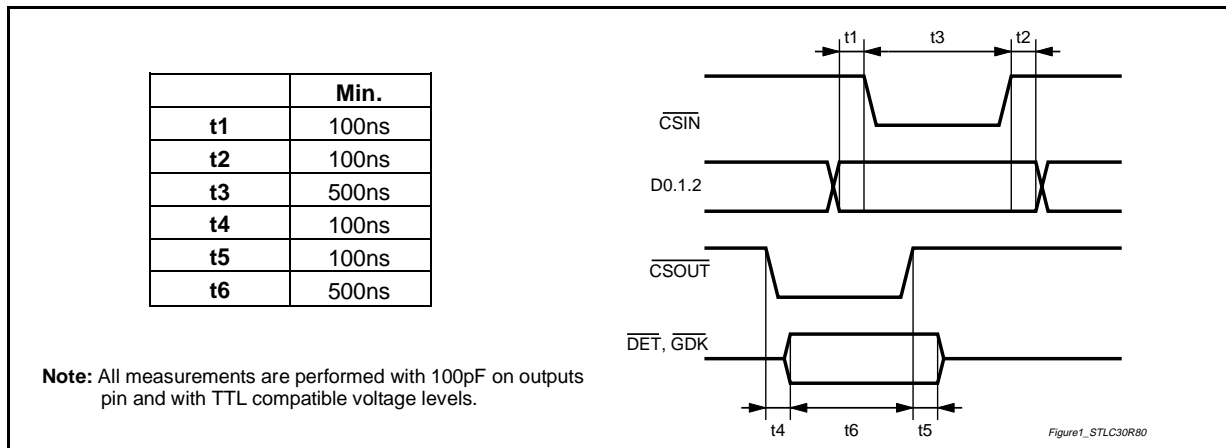 Min.
t1 100ns
t2 100ns
t3 500ns
t4 100ns
t5 100ns
t6 500ns
Note: All measurements are performed with 100pF on outputs
pin and with TTL compatible voltage levels.
t1 t3 t2
CSIN
D0.1.2
CSOUT
DET, GDK
t4 t6 t5
Figure1_STLC30R80